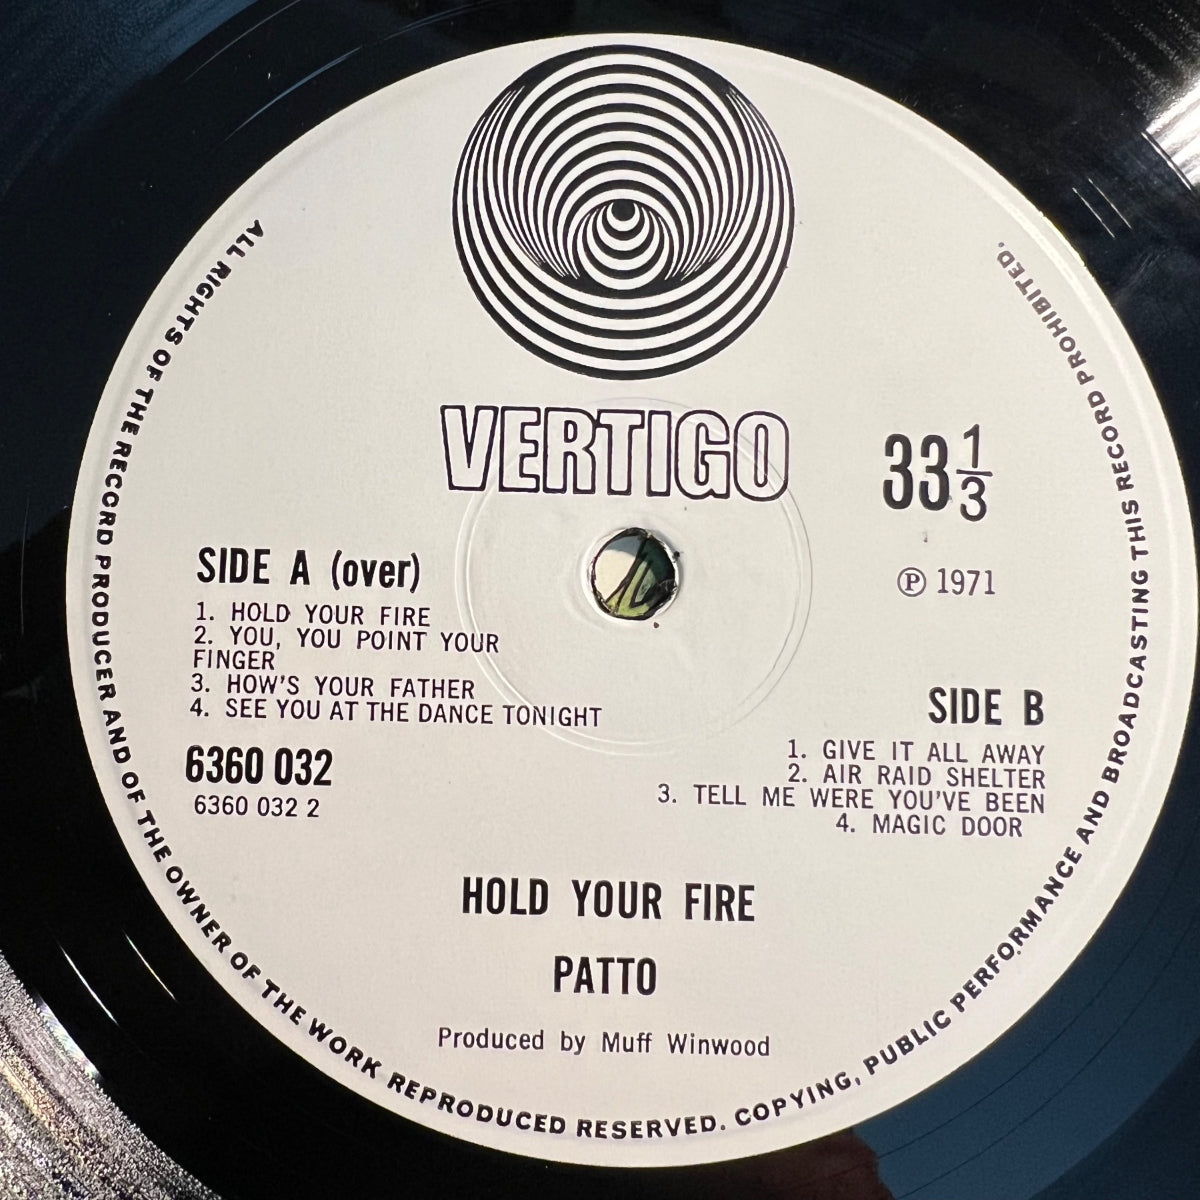 VERTIGO
33 1/3
℗ 1971
SIDE A (over)
1. HOLD YOUR FIRE
2. YOU, YOU POINT YOUR
FINGER
3. HOW'S YOUR FATHER
4. SEE YOU AT THE DANCE TONIGHT
6360 032
6360 032 2
SIDE B
1. GIVE IT ALL AWAY
2. AIR RAID SHELTER
3. TELL ME WERE YOU'VE BEEN
4. MAGIC DOOR
HOLD YOUR FIRE
PATTO
Produced by Muff Winwood
ALL RIGHTS OF THE RECORD PRODUCER AND OF THE OWNER OF THE WORK REPRODUCED RESERVED. COPYING, PUBLIC PERFORMANCE AND BROADCASTING THIS RECORD PROHIBITED.